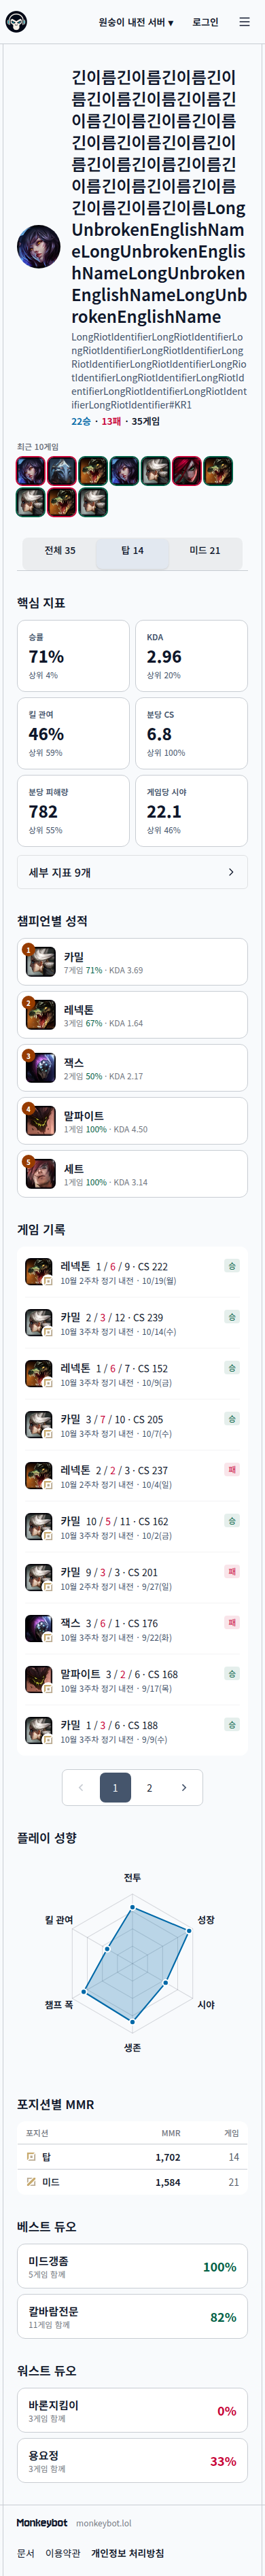 원숭이 내전 서버 ▾ 로그인
긴이름긴이름긴이름긴이
름긴이름긴이름긴이름긴
이름긴이름긴이름긴이름
긴이름긴이름긴이름긴이
름긴이름긴이름긴이름긴
이름긴이름긴이름긴이름
긴이름긴이름긴이름Long
UnbrokenEnglishNam
eLongUnbrokenEnglis
hNameLongUnbroken
EnglishNameLongUnb
rokenEnglishName
LongRiotIdentifierLongRiotIdentifierLo
ngRiotIdentifierLongRiotIdentifierLong
RiotIdentifierLongRiotIdentifierLongRio
tIdentifierLongRiotIdentifierLongRiotId
entifierLongRiotIdentifierLongRiotIdent
ifierLongRiotIdentifier#KR1
22승 · 13패 · 35게임
최근 10게임
전체 35 탑 14 미드 21
핵심 지표
승률 KDA
71% 2.96
상위 4% 상위 20%
킬 관여 분당 CS
46% 6.8
상위 59% 상위 100%
분당 피해량 게임당 시야
782 22.1
상위 55% 상위 46%
세부 지표 9개
챔피언별 성적
1 카밀
7게임 71% · KDA 3.69
2 레넥톤
3게임 67% · KDA 1.64
3 잭스
2게임 50% · KDA 2.17
4 말파이트
1게임 100% · KDA 4.50
5 세트
1게임 100% · KDA 3.14
게임 기록
레넥톤 1 / 6 / 9 · CS 222 승
10월 2주차 정기 내전 · 10/19(월)
카밀 2 / 3 / 12 · CS 239 승
10월 3주차 정기 내전 · 10/14(수)
레넥톤 1 / 6 / 7 · CS 152 승
10월 3주차 정기 내전 · 10/9(금)
카밀 3 / 7 / 10 · CS 205 승
10월 3주차 정기 내전 · 10/7(수)
레넥톤 2 / 2 / 3 · CS 237 패
10월 2주차 정기 내전 · 10/4(일)
카밀 10 / 5 / 11 · CS 162 승
10월 3주차 정기 내전 · 10/2(금)
카밀 9 / 3 / 3 · CS 201 패
10월 2주차 정기 내전 · 9/27(일)
잭스 3 / 6 / 1 · CS 176 패
10월 3주차 정기 내전 · 9/22(화)
말파이트 3 / 2 / 6 · CS 168 승
10월 2주차 정기 내전 · 9/17(목)
카밀 1 / 3 / 6 · CS 188 승
10월 3주차 정기 내전 · 9/9(수)
1 2
플레이 성향
전투
킬 관여 성장
챔프 폭 시야
생존
포지션별 MMR
포지션 MMR 게임
탑 1,702 14
미드 1,584 21
베스트 듀오
미드갱좀 100%
5게임 함께
칼바람전문 82%
11게임 함께
워스트 듀오
바론지킴이 0%
3게임 함께
용요정 33%
3게임 함께
Monkeybot monkeybot.lol
문서 이용약관 개인정보 처리방침